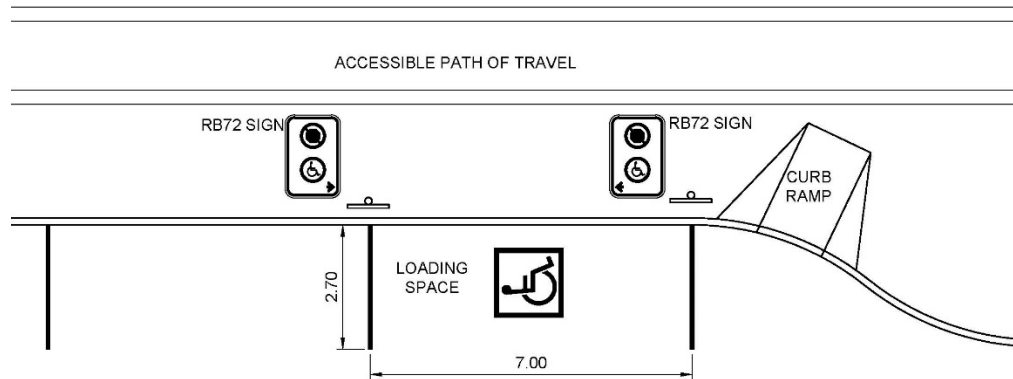 ACCESSIBLE PATH OF TRAVEL
RB72 SIGN
RB72 SIGN
CURB
RAMP
LOADING
SPACE
2.70
7.00